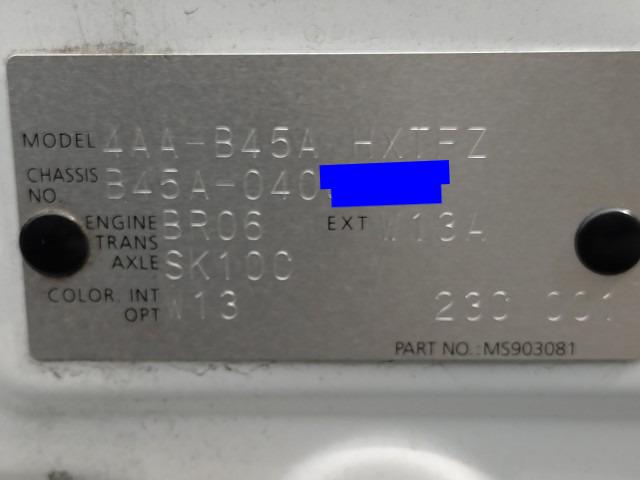 MODEL 4AA-B45A HXTFZ
CHASSIS NO. B45A-040
ENGINE BR06 EXT W13A
TRANS AXLE SK10C
COLOR. INT W13
OPT 230 001
PART NO.:MS903081